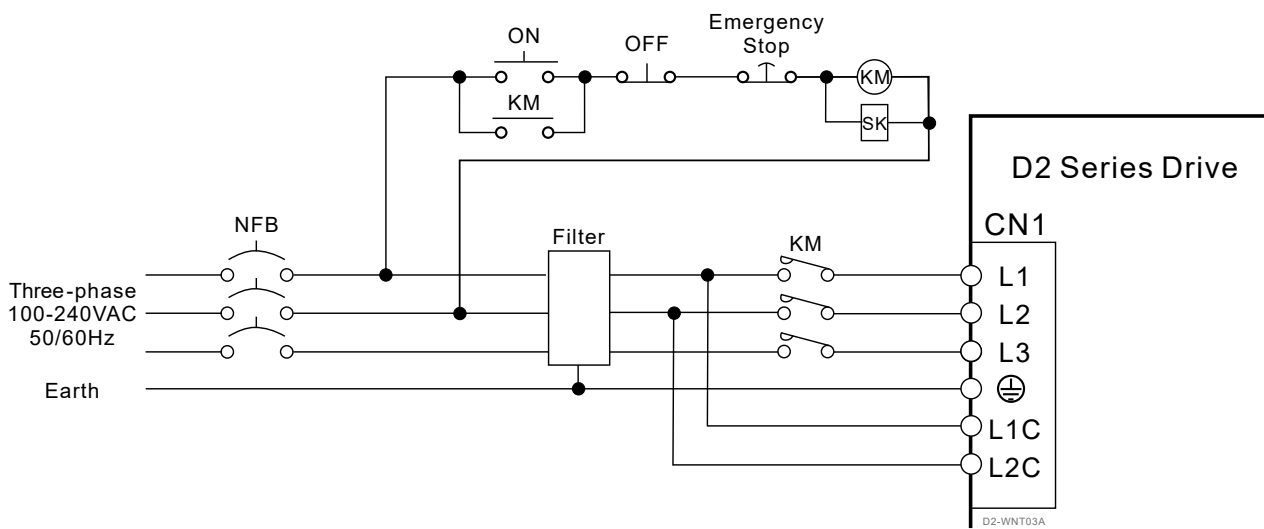 Emergency
Stop
ON
OFF
KM
KM
SK
D2 Series Drive
CN1
NFB
Filter
KM
Three-phase
100-240VAC
50/60Hz
Earth
L1
L2
L3
L1C
L2C
D2-WNT03A